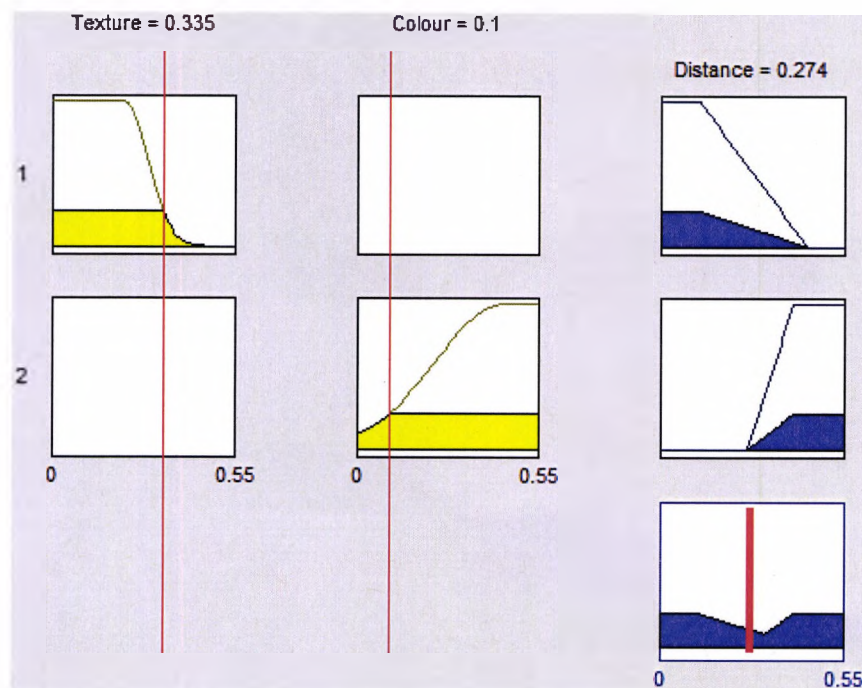 Texture = 0.335
Colour = 0.1
Distance = 0.274
1
2
0 0.55
0 0.55
0 0.55